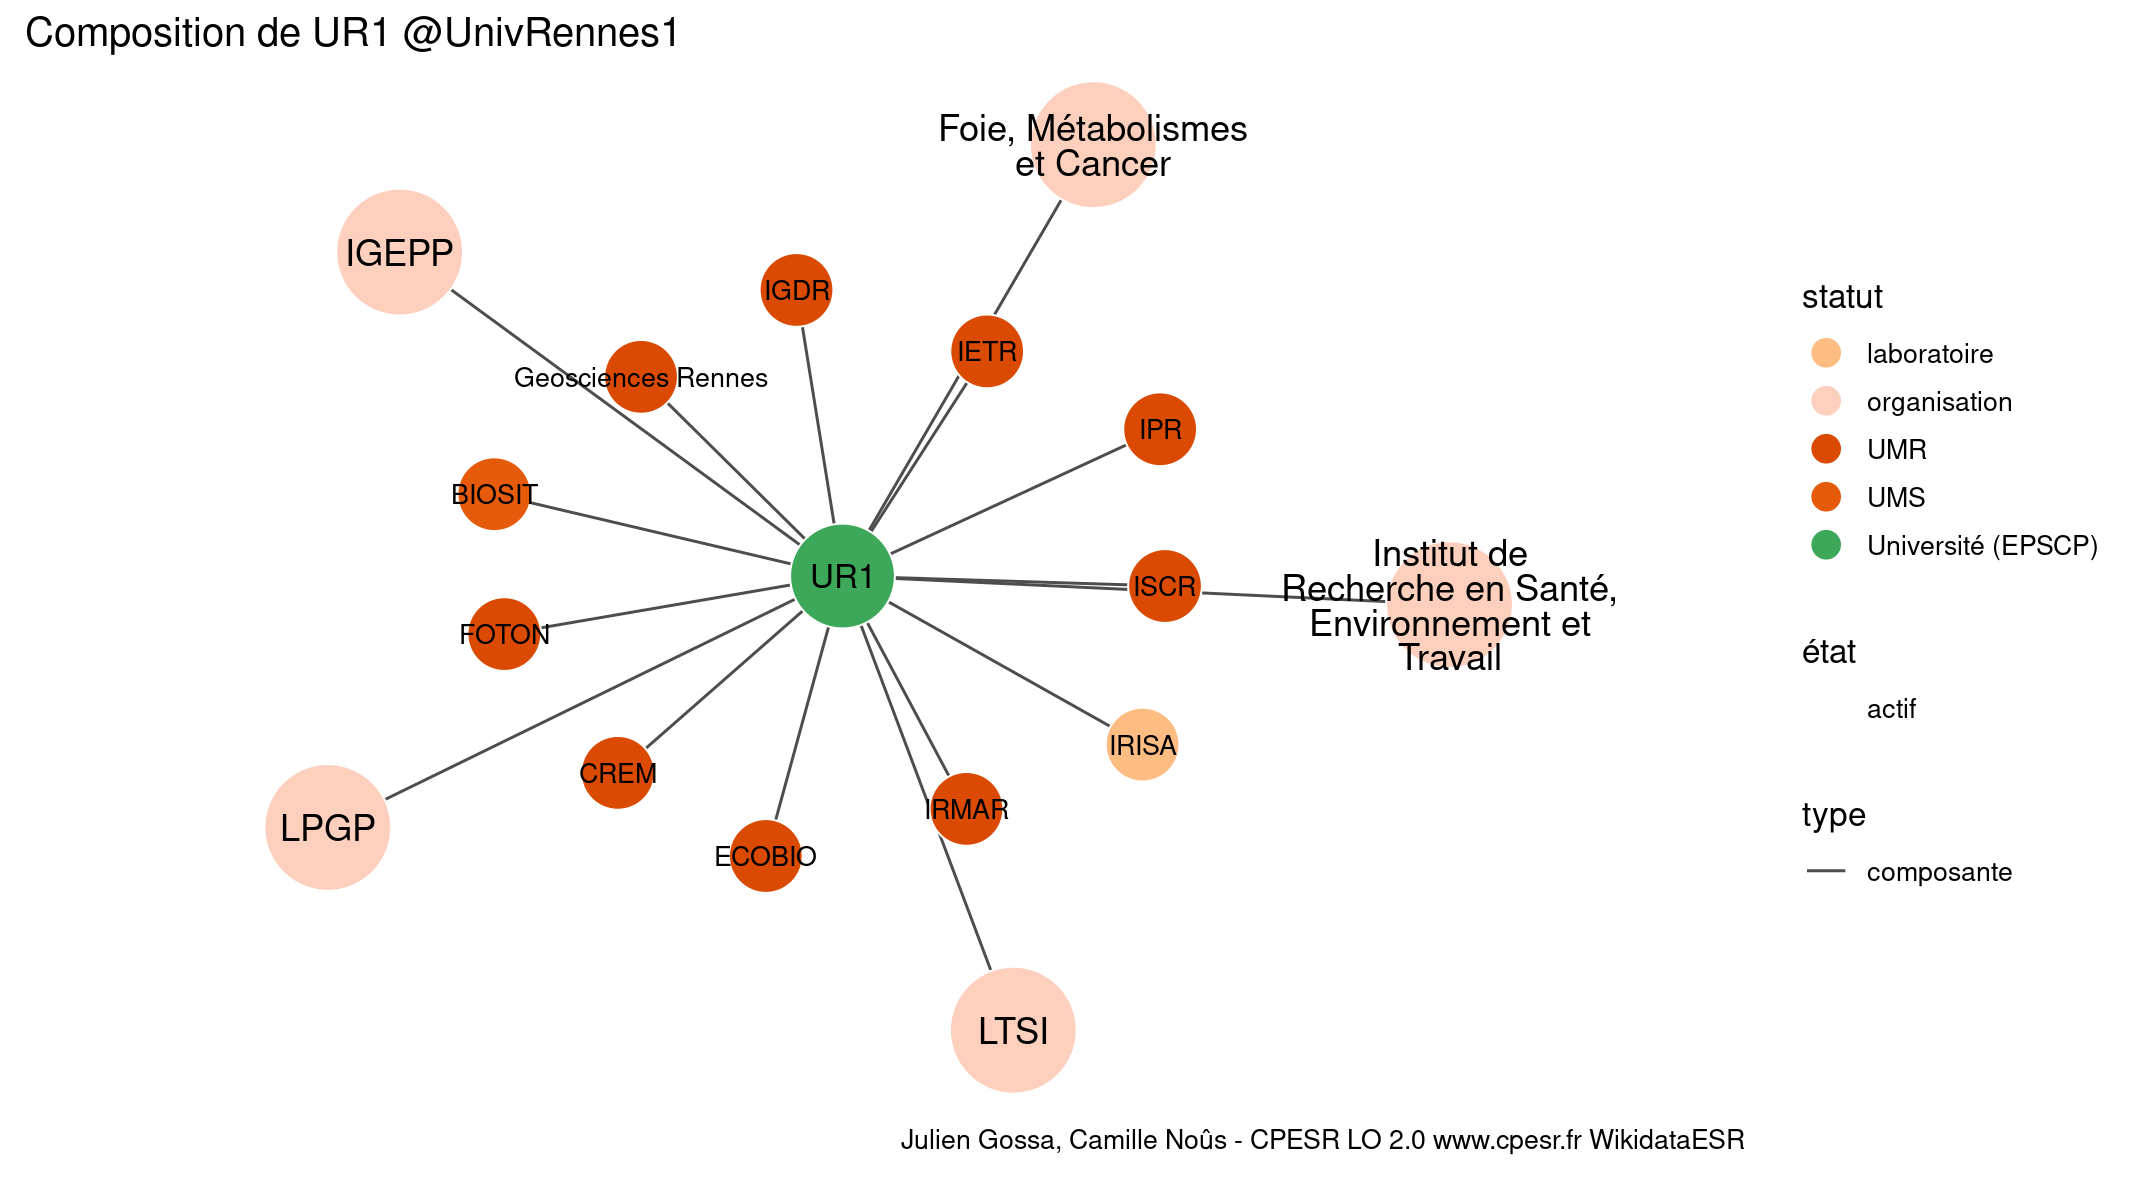 Composition de UR1 @UnivRennes1
Foie, Métabolismes
et Cancer
IGEPP
IGDR
IETR
Geosciences Rennes
IPR
BIOSIT
UR1
ISCR
Institut de
Recherche en Santé,
Environnement et
Travail
FOTON
IRISA
CREM
IRMAR
LPGP
ECOBIO
LTSI
statut
laboratoire
organisation
UMR
UMS
Université (EPSCP)
état
actif
type
composante
Julien Gossa, Camille Noûs - CPESR LO 2.0 www.cpesr.fr WikidataESR